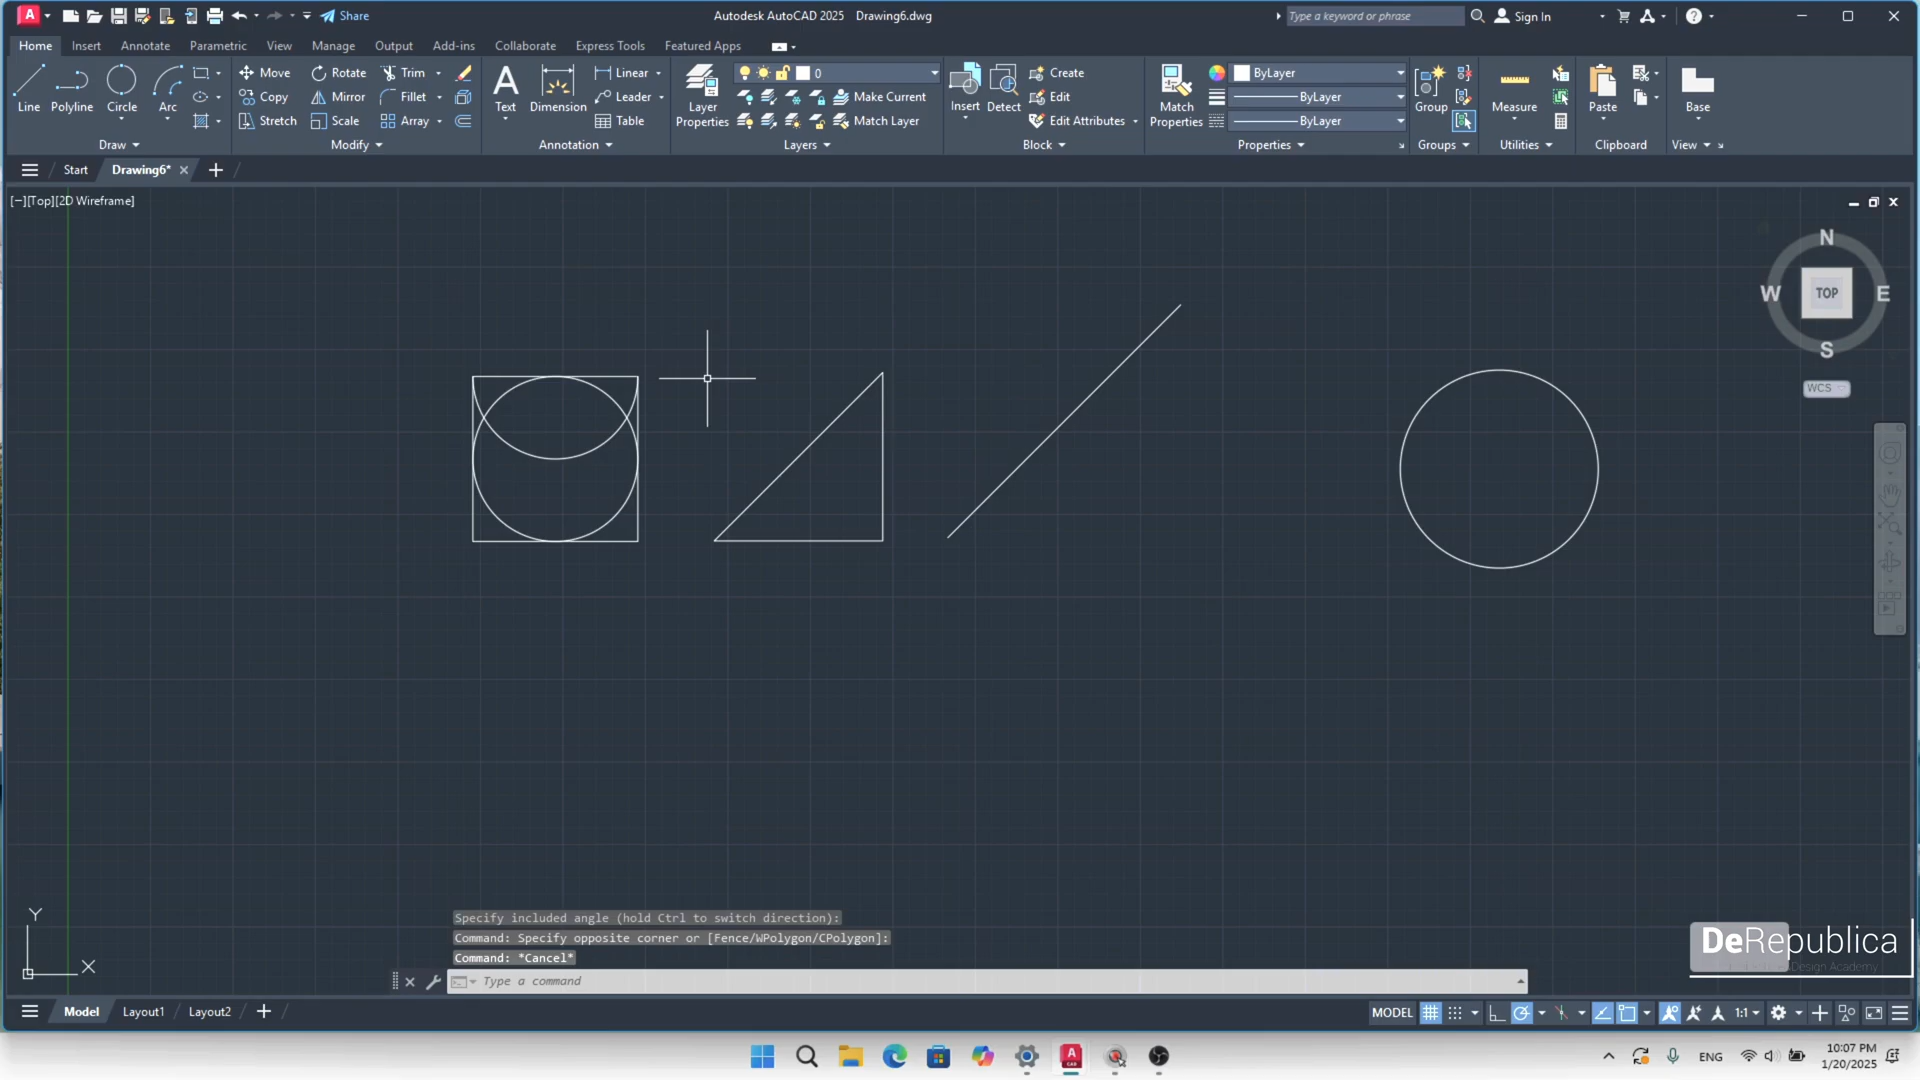 Share
Autodesk AutoCAD 2025 Drawing6.dwg
Type a keyword or phrase
Sign In
Home Insert Annotate Parametric View Manage Output Add-ins Collaborate Express Tools Featured Apps
Line Polyline Circle Arc
Draw
Move Rotate Trim
Copy Mirror Fillet
Stretch Scale Array
Modify
Text Dimension
Linear
Leader
Table
Annotation
Layer
Properties
0
Make Current
Match Layer
Layers
Insert Detect
Create
Edit
Edit Attributes
Block
Match
Properties
ByLayer
ByLayer
ByLayer
Properties
Group
Groups
Measure
Utilities
Paste
Clipboard
Base
View
Start Drawing6*
[−][Top][2D Wireframe]
N
W TOP E
S
WCS
Y
X
Specify included angle (hold Ctrl to switch direction):
Command: Specify opposite corner or [Fence/WPolygon/CPolygon]:
Command: *Cancel*
Type a command
DeRepublica
Design Academy
Model Layout1 Layout2
MODEL
1:1
ENG
10:07 PM
1/20/2025